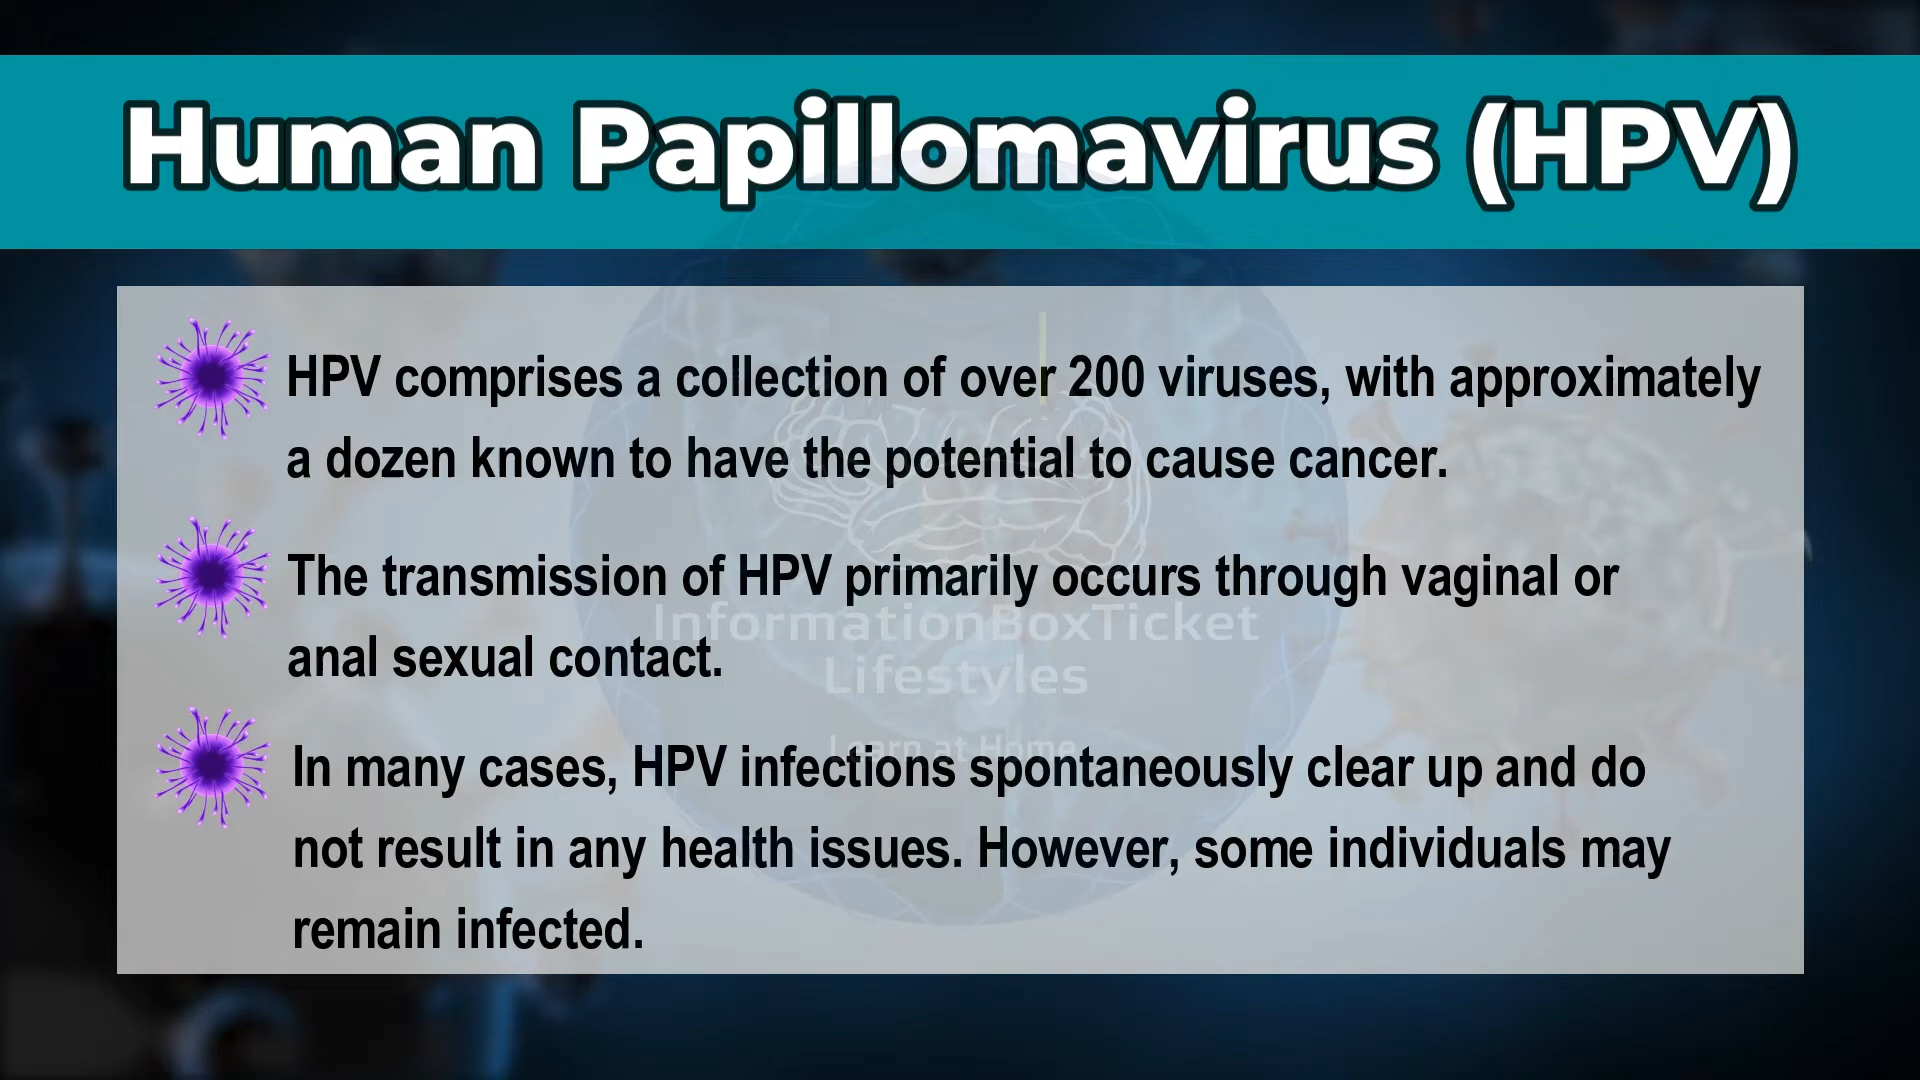 Human Papillomavirus (HPV)
HPV comprises a collection of over 200 viruses, with approximately
a dozen known to have the potential to cause cancer.
The transmission of HPV primarily occurs through vaginal or
anal sexual contact.
InformationBoxTicket
Lifestyles
Learn at Home
In many cases, HPV infections spontaneously clear up and do
not result in any health issues. However, some individuals may
remain infected.